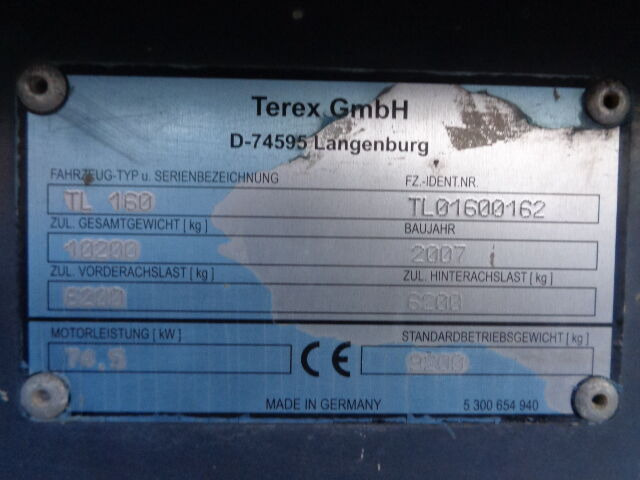 Terex GmbH
D-74595 Langenburg
FAHRZEUG-TYP u. SERIENBEZEICHNUNG FZ.-IDENT.NR.
TL 160 TL01600162
ZUL. GESAMTGEWICHT [ kg ] BAUJAHR
10200 2007
ZUL. VORDERACHSLAST [ kg ] ZUL. HINTERACHSLAST [ kg ]
6200 6200
MOTORLEISTUNG [ kW ] STANDARDBETRIEBSGEWICHT [ kg ]
74.5 CE
MADE IN GERMANY 5 300 654 940